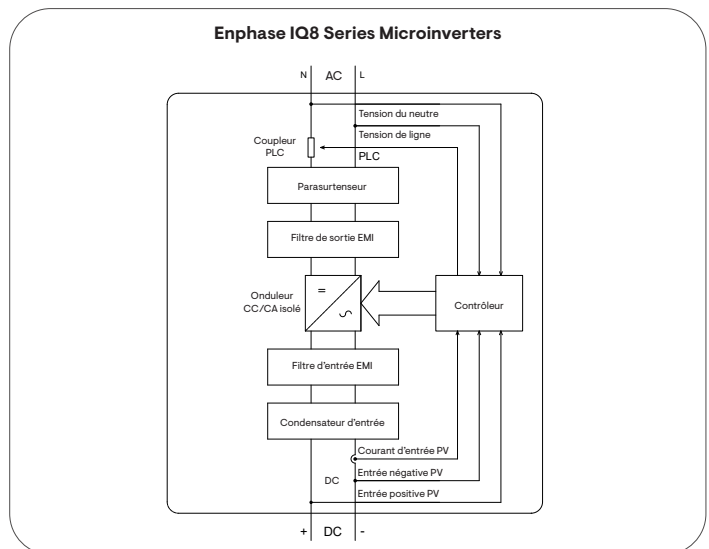 Enphase IQ8 Series Microinverters
N AC L
Tension du neutre
Tension de ligne
Coupleur
PLC
PLC
Parasurtenseur
Filtre de sortie EMI
Onduleur
CC/CA isolé
=
Contrôleur
Filtre d'entrée EMI
Condensateur d'entrée
Courant d'entrée PV
Entrée négative PV
DC
Entrée positive PV
+ DC -